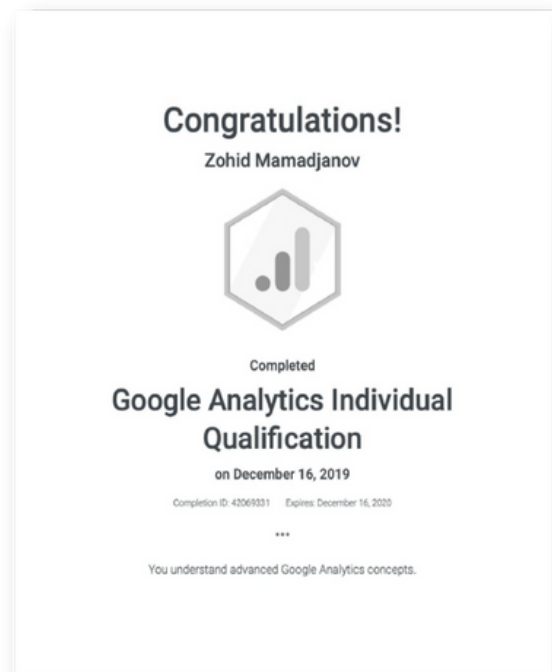 Congratulations!
Zohid Mamadjanov
Completed
Google Analytics Individual
Qualification
on December 16, 2019
Completion ID: 42069331 Expires: December 16, 2020
•••
You understand advanced Google Analytics concepts.